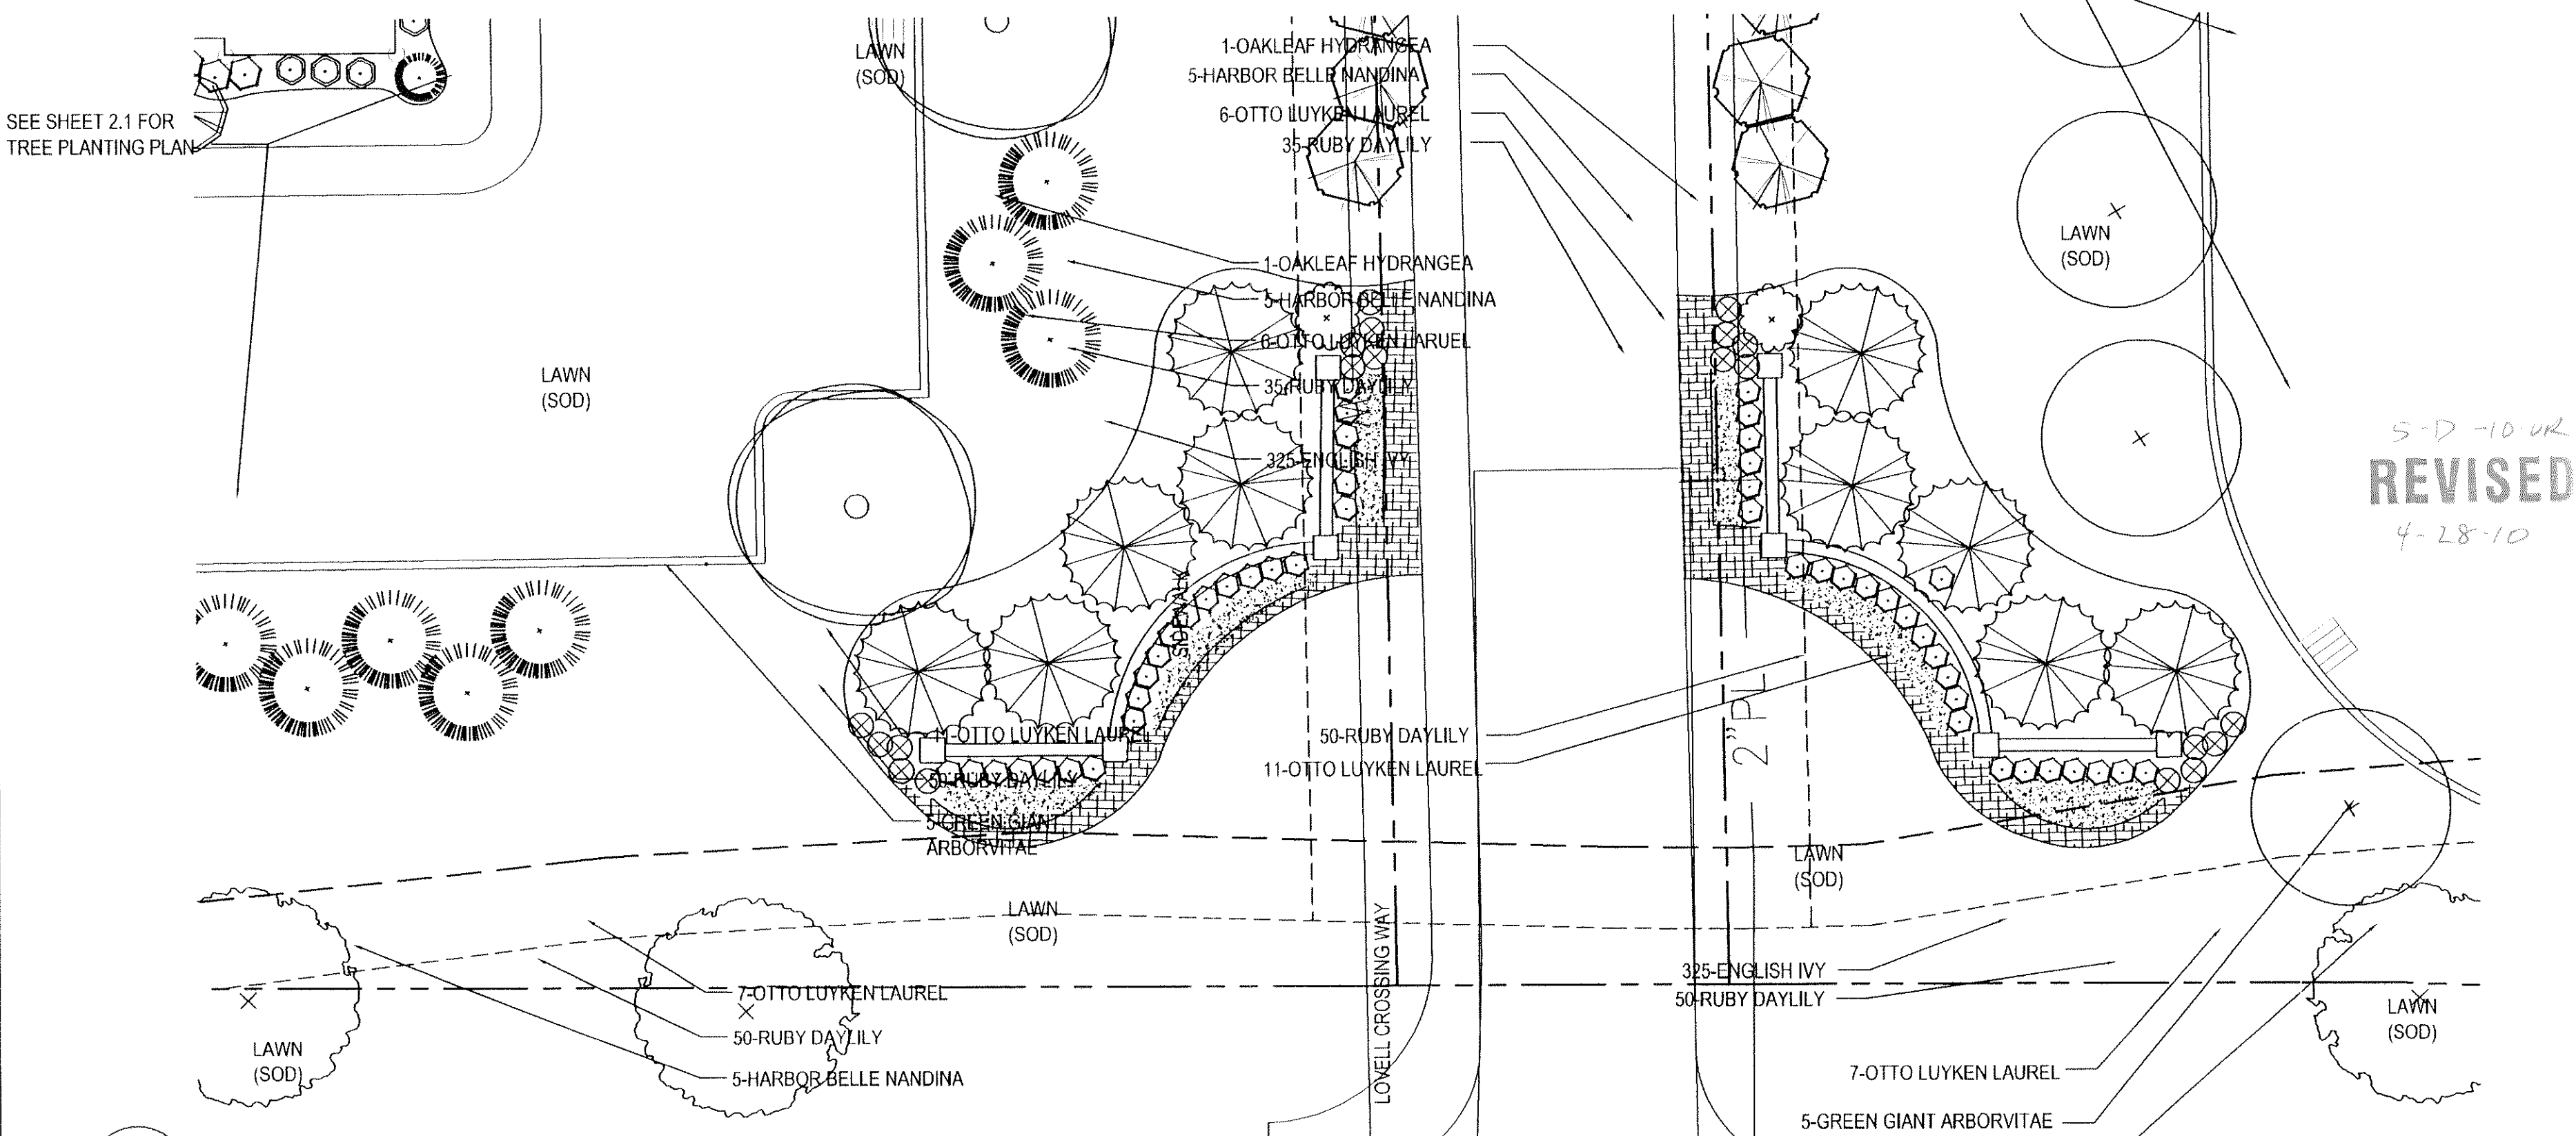 LAWN
(SOD)
1-OAKLEAF HYDRANGEA
5-HARBOR BELLE NANDINA
6-OTTO LUYKEN LAUREL
35-RUBY DAYLILY
SEE SHEET 2.1 FOR
TREE PLANTING PLAN
LAWN
(SOD)
1-OAKLEAF HYDRANGEA
5-HARBOR BELLE NANDINA
6-OTTO LUYKEN LARUEL
35-RUBY DAYLILY
325-ENGLISH IVY
LAWN
(SOD)
S-D-10-UR
REVISED
4-28-10
SIDEWALK
11-OTTO LUYKEN LAUREL
50-RUBY DAYLILY
5-GREEN GIANT
ARBORVITAE
50-RUBY DAYLILY
11-OTTO LUYKEN LAUREL
2" PL
LAWN
(SOD)
LAWN
(SOD)
LOVELL CROSSING WAY
325-ENGLISH IVY
50-RUBY DAYLILY
7-OTTO LUYKEN LAUREL
50-RUBY DAYLILY
5-HARBOR BELLE NANDINA
LAWN
(SOD)
LAWN
(SOD)
7-OTTO LUYKEN LAUREL
5-GREEN GIANT ARBORVITAE